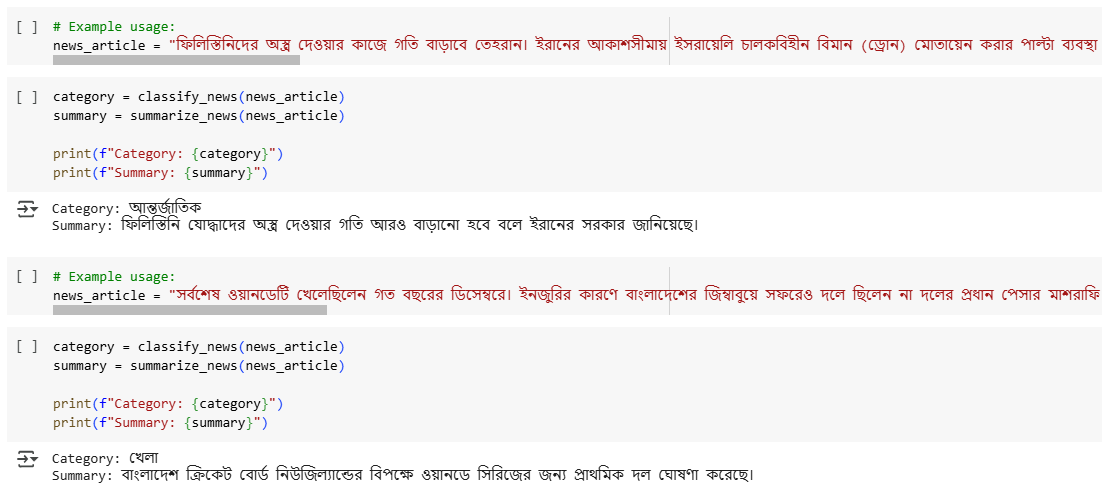 [ ] # Example usage:
news_article = "ফিলিস্তিনিদের অস্ত্র দেওয়ার কাজে গতি বাড়াবে তেহরান। ইরানের আকাশসীমায় ইসরায়েলি চালকবিহীন বিমান (ড্রোন) মোতায়েন করার পাল্টা ব্যবস্থা
[ ] category = classify_news(news_article)
summary = summarize_news(news_article)
print(f"Category: {category}")
print(f"Summary: {summary}")
Category: আন্তর্জাতিক
Summary: ফিলিস্তিনি যোদ্ধাদের অস্ত্র দেওয়ার গতি আরও বাড়ানো হবে বলে ইরানের সরকার জানিয়েছে।
[ ] # Example usage:
news_article = "সর্বশেষ ওয়ানডেটি খেলেছিলেন গত বছরের ডিসেম্বরে। ইনজুরির কারণে বাংলাদেশের জিম্বাবুয়ে সফরেও দলে ছিলেন না দলের প্রধান পেসার মাশরাফি
[ ] category = classify_news(news_article)
summary = summarize_news(news_article)
print(f"Category: {category}")
print(f"Summary: {summary}")
Category: খেলা
Summary: বাংলাদেশ ক্রিকেট বোর্ড নিউজিল্যান্ডের বিপক্ষে ওয়ানডে সিরিজের জন্য প্রাথমিক দল ঘোষণা করেছে।